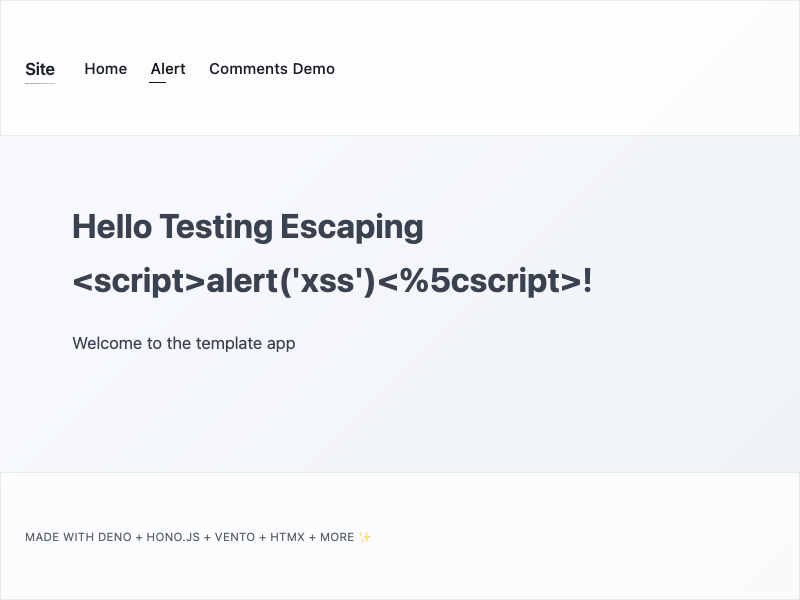 Site Home Alert Comments Demo
Hello Testing Escaping
<script>alert('xss')<%5cscript>!
Welcome to the template app
MADE WITH DENO + HONO.JS + VENTO + HTMX + MORE ✨